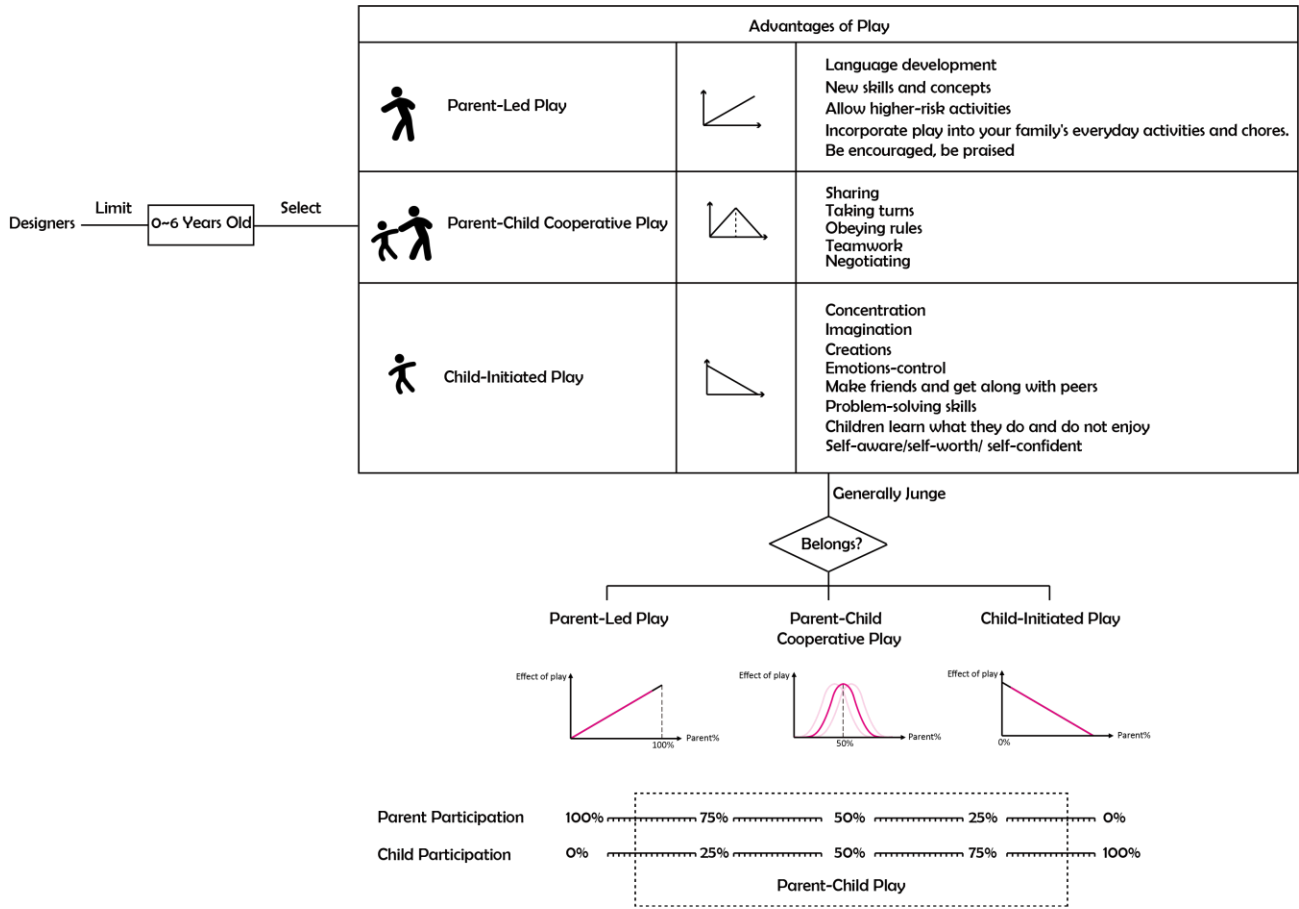 Advantages of Play
Parent-Led Play
Language development
New skills and concepts
Allow higher-risk activities
Incorporate play into your family's everyday activities and chores.
Be encouraged, be praised
Designers
Limit
0~6 Years Old
Select
Parent-Child Cooperative Play
Sharing
Taking turns
Obeying rules
Teamwork
Negotiating
Child-Initiated Play
Concentration
Imagination
Creations
Emotions-control
Make friends and get along with peers
Problem-solving skills
Children learn what they do and do not enjoy
Self-aware/self-worth/ self-confident
Generally Junge
Belongs?
Parent-Led Play
Parent-Child
Cooperative Play
Child-Initiated Play
Effect of play
100%
Parent%
Effect of play
50%
Parent%
Effect of play
0%
Parent%
Parent Participation 100% 75% 50% 25% 0%
Child Participation 0% 25% 50% 75% 100%
Parent-Child Play